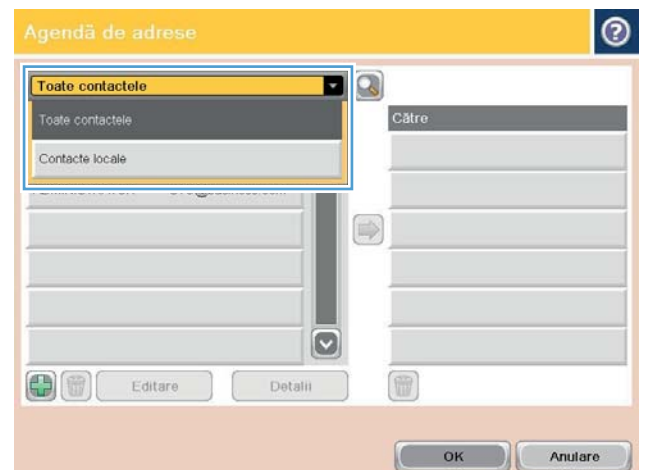 Agendă de adrese
Toate contactele
Toate contactele
Către
Contacte locale
Editare
Detalii
OK
Anulare